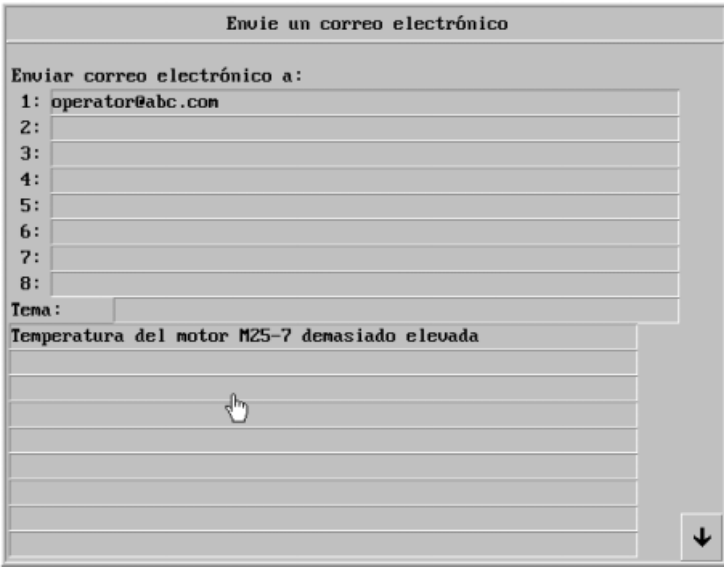 Envie un correo electrónico
Enviar correo electrónico a:
1: operator@abc.com
2:
3:
4:
5:
6:
7:
8:
Tema:
Temperatura del motor M25-7 demasiado elevada